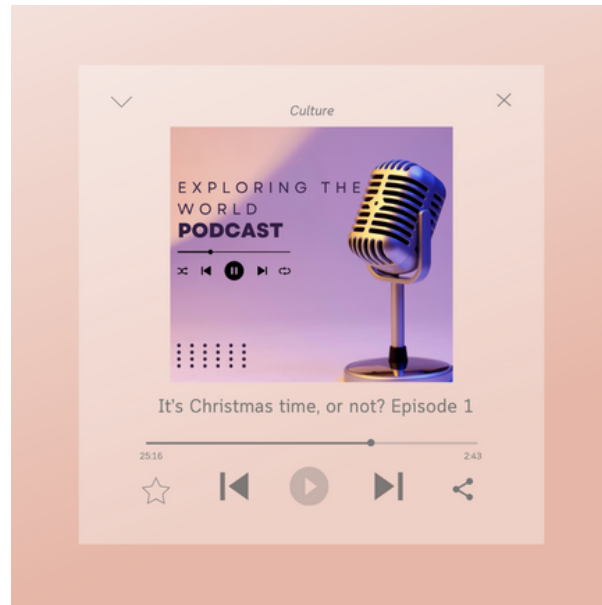 Culture
EXPLORING THE
WORLD
PODCAST
It's Christmas time, or not? Episode 1
25:16 2:43